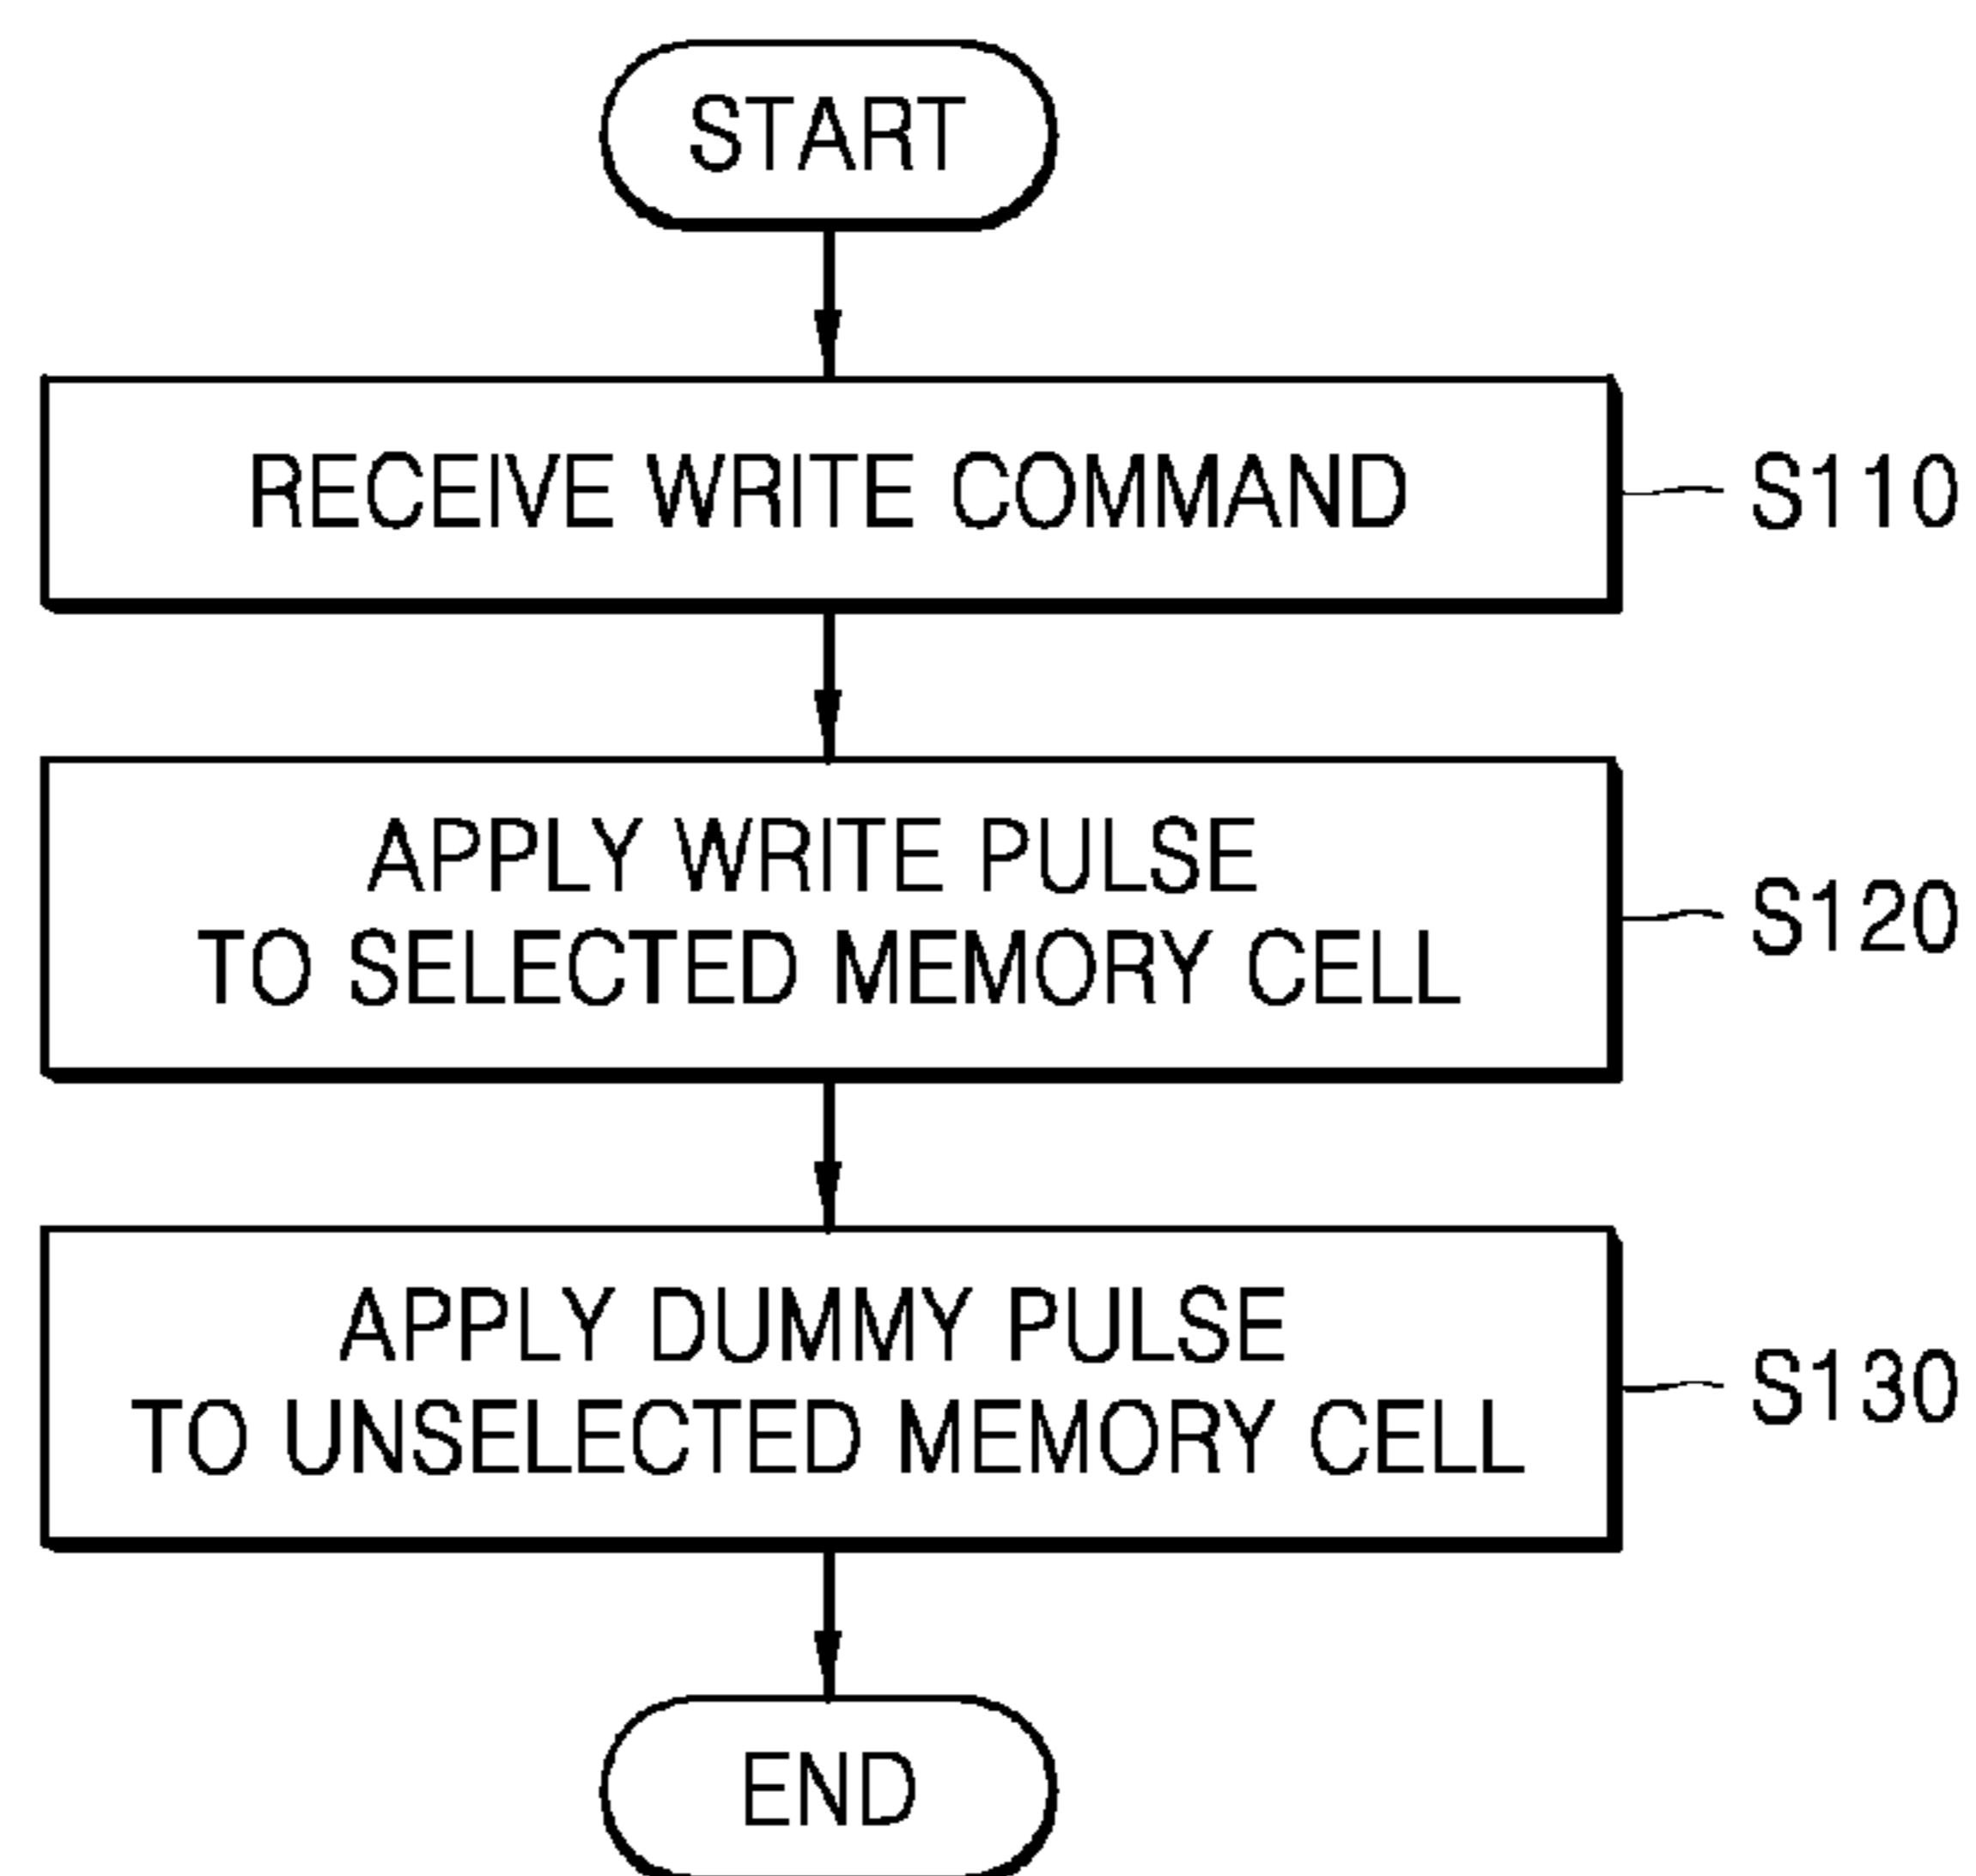 START
RECEIVE WRITE COMMAND
S110
APPLY WRITE PULSE
TO SELECTED MEMORY CELL
S120
APPLY DUMMY PULSE
TO UNSELECTED MEMORY CELL
S130
END